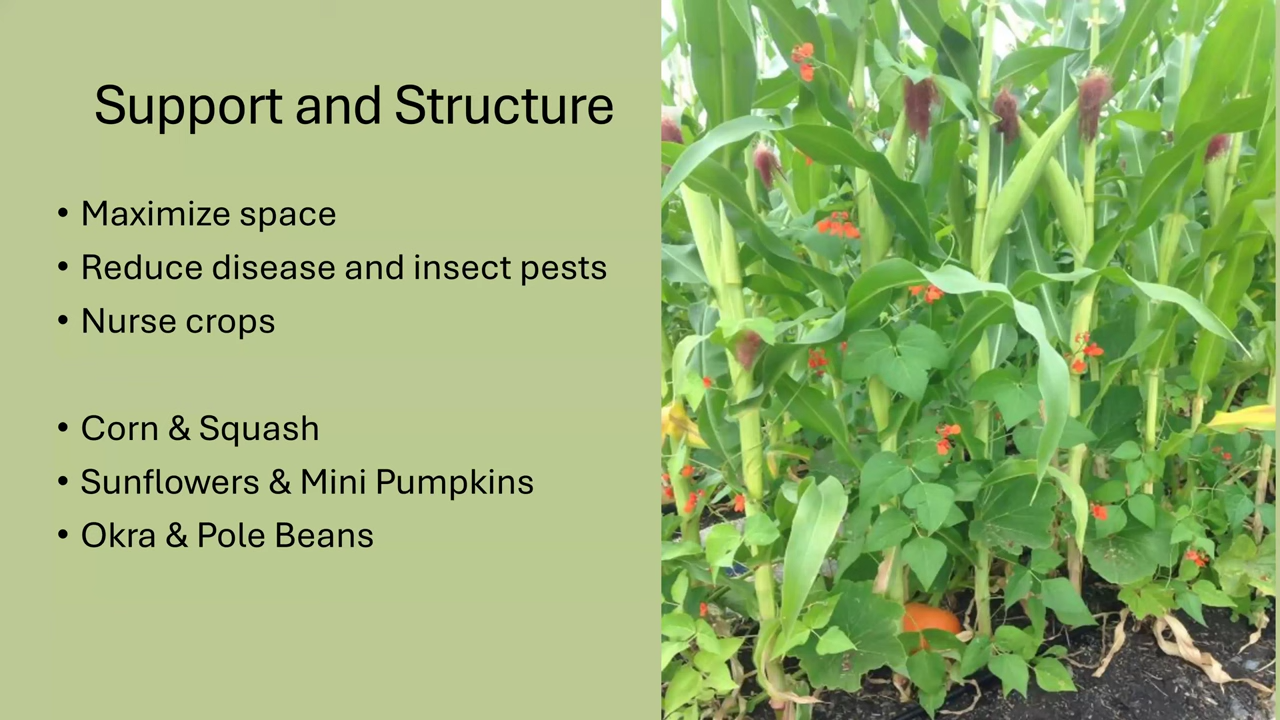 Support and Structure
• Maximize space
• Reduce disease and insect pests
• Nurse crops
• Corn & Squash
• Sunflowers & Mini Pumpkins
• Okra & Pole Beans